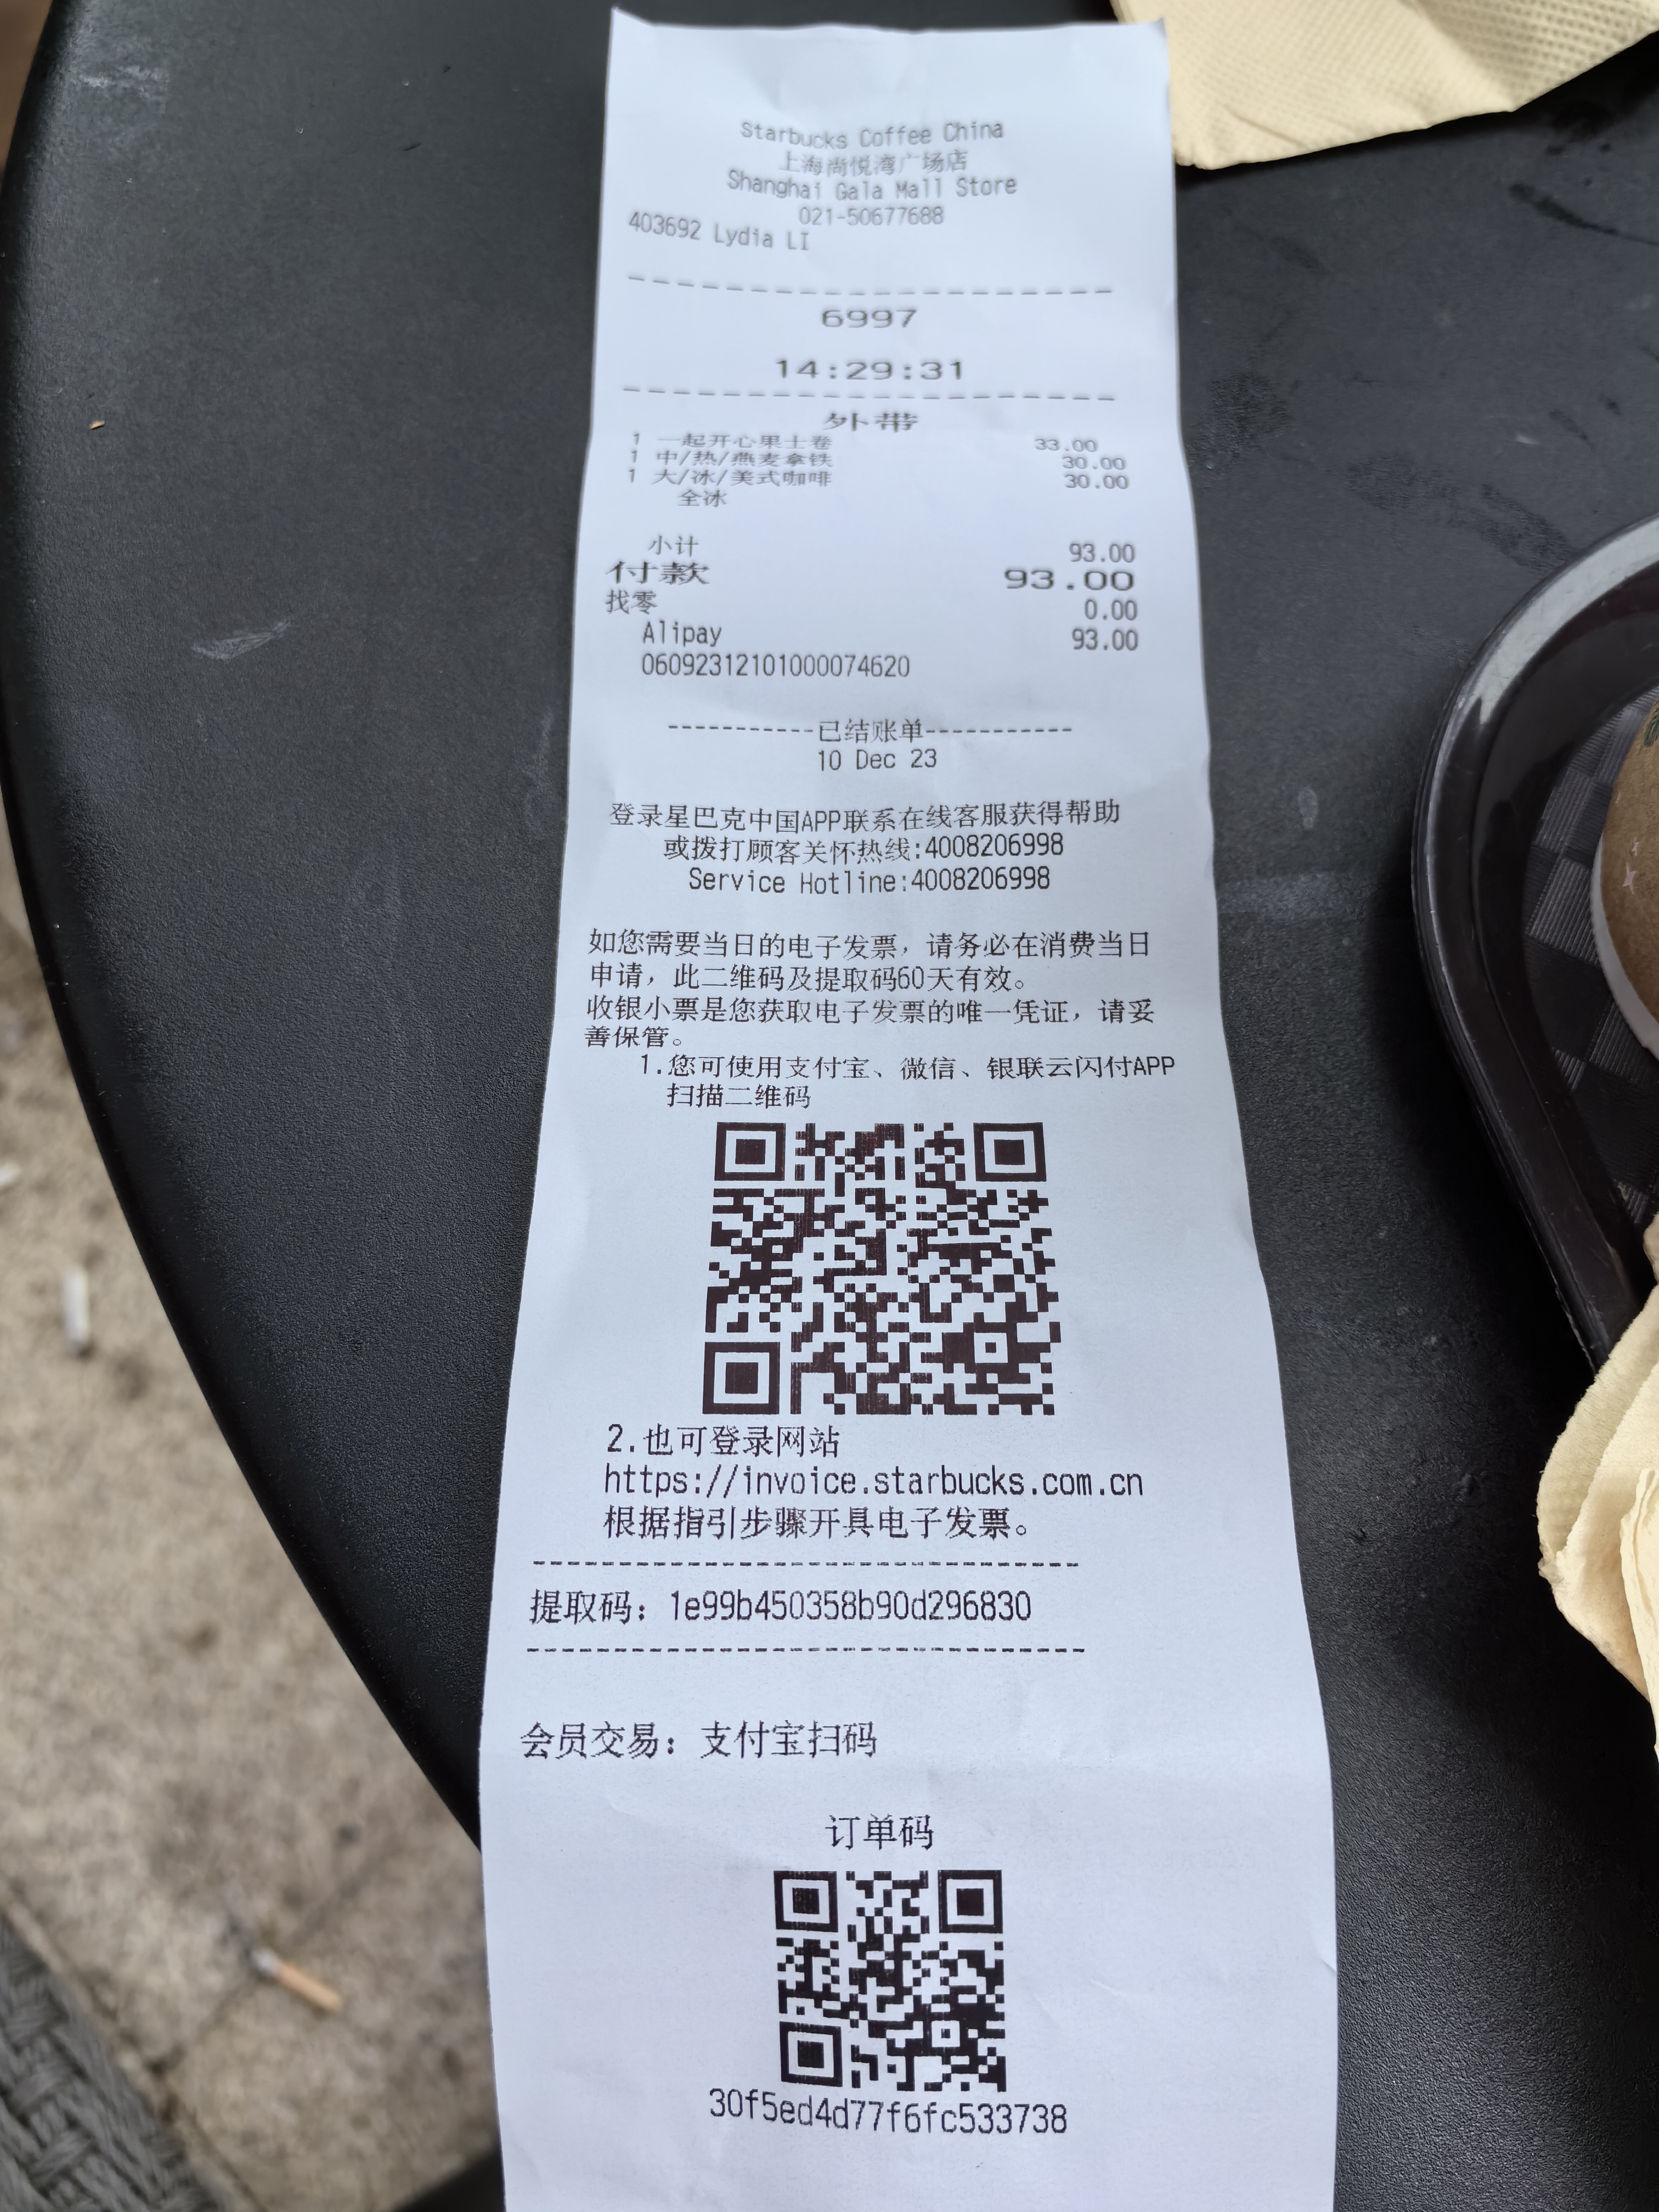 Starbucks Coffee China
上海尚悦湾广场店
Shanghai Gala Mall Store
021-50677688
403692 Lydia LI
6997
14:29:31
外带
1 一起开心果士卷 33.00
1 中/热/燕麦拿铁 30.00
1 大/冰/美式咖啡 30.00
全冰
小计 93.00
付款 93.00
找零 0.00
Alipay 93.00
06092312101000074620
-----------已结账单-----------
10 Dec 23
登录星巴克中国APP联系在线客服获得帮助
或拨打顾客关怀热线:4008206998
Service Hotline:4008206998
如您需要当日的电子发票，请务必在消费当日
申请，此二维码及提取码60天有效。
收银小票是您获取电子发票的唯一凭证，请妥
善保管。
1.您可使用支付宝、微信、银联云闪付APP
扫描二维码
2.也可登录网站
https://invoice.starbucks.com.cn
根据指引步骤开具电子发票。
提取码：1e99b450358b90d296830
会员交易：支付宝扫码
订单码
30f5ed4d77f6fc533738